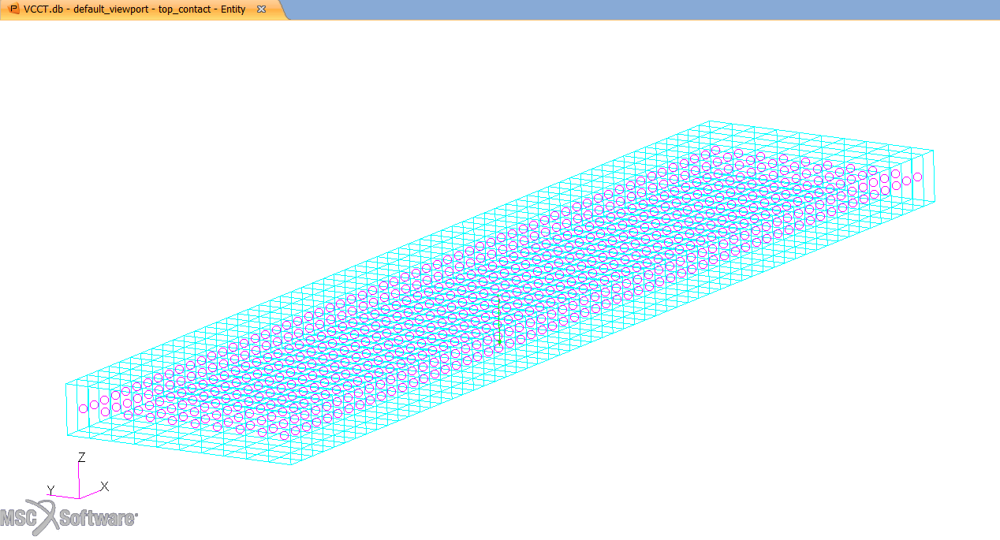 VCCT.db - default_viewport - top_contact - Entity
Z
Y
X
MSC Software